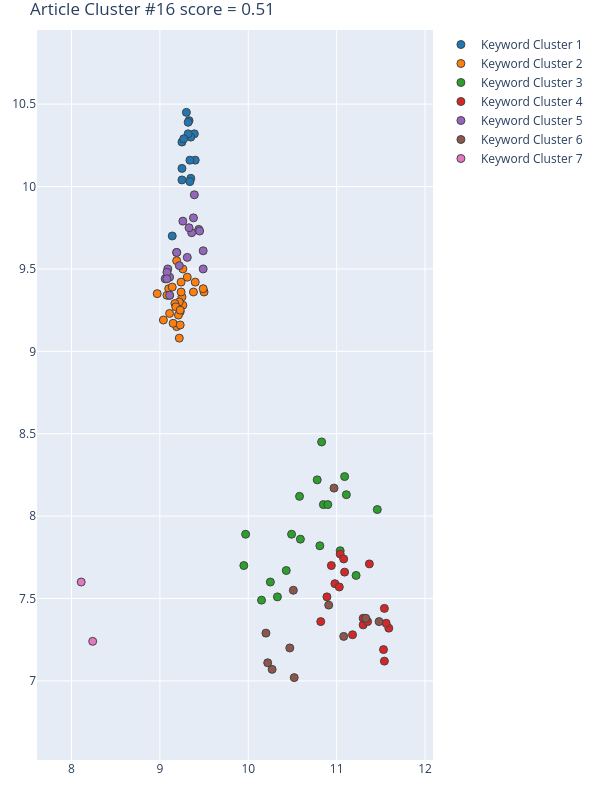 Article Cluster #16 score = 0.51
Keyword Cluster 1
Keyword Cluster 2
Keyword Cluster 3
Keyword Cluster 4
Keyword Cluster 5
Keyword Cluster 6
Keyword Cluster 7
10.5
10
9.5
9
8.5
8
7.5
7
8 9 10 11 12